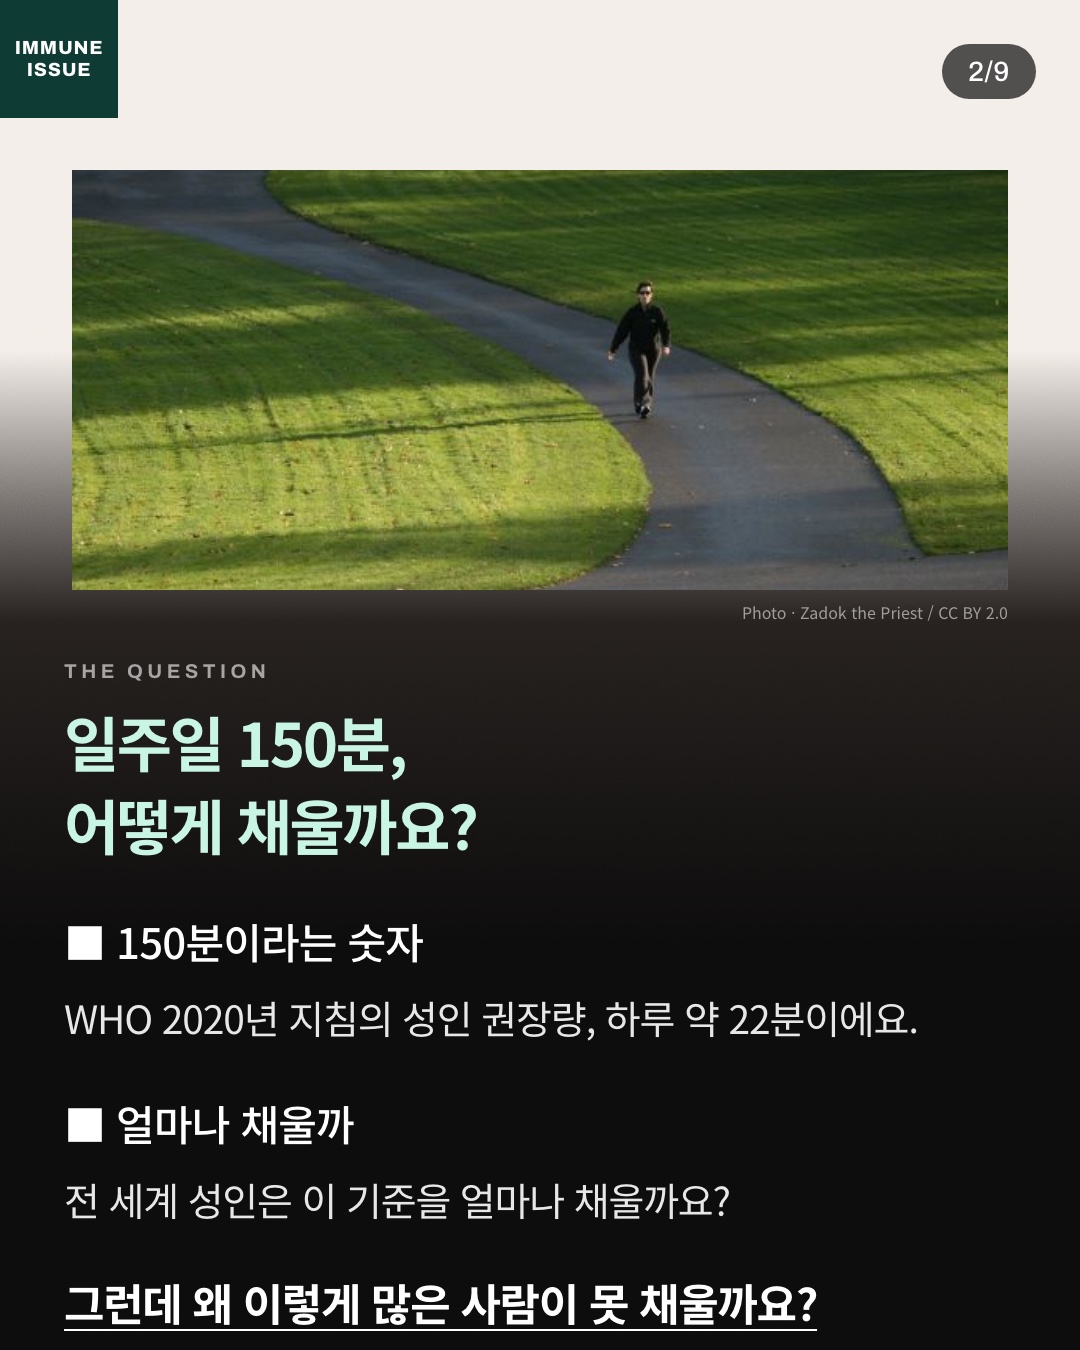 IMMUNE
ISSUE
2/9
Photo · Zadok the Priest / CC BY 2.0
THE QUESTION
일주일 150분,
어떻게 채울까요?
■ 150분이라는 숫자
WHO 2020년 지침의 성인 권장량, 하루 약 22분이에요.
■ 얼마나 채울까
전 세계 성인은 이 기준을 얼마나 채울까요?
그런데 왜 이렇게 많은 사람이 못 채울까요?